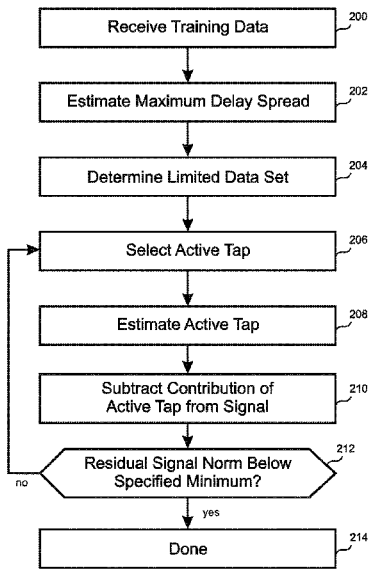 Receive Training Data
200
Estimate Maximum Delay Spread
202
Determine Limited Data Set
204
Select Active Tap
206
Estimate Active Tap
208
Subtract Contribution of
Active Tap from Signal
210
Residual Signal Norm Below
Specified Minimum?
212
no
yes
Done
214